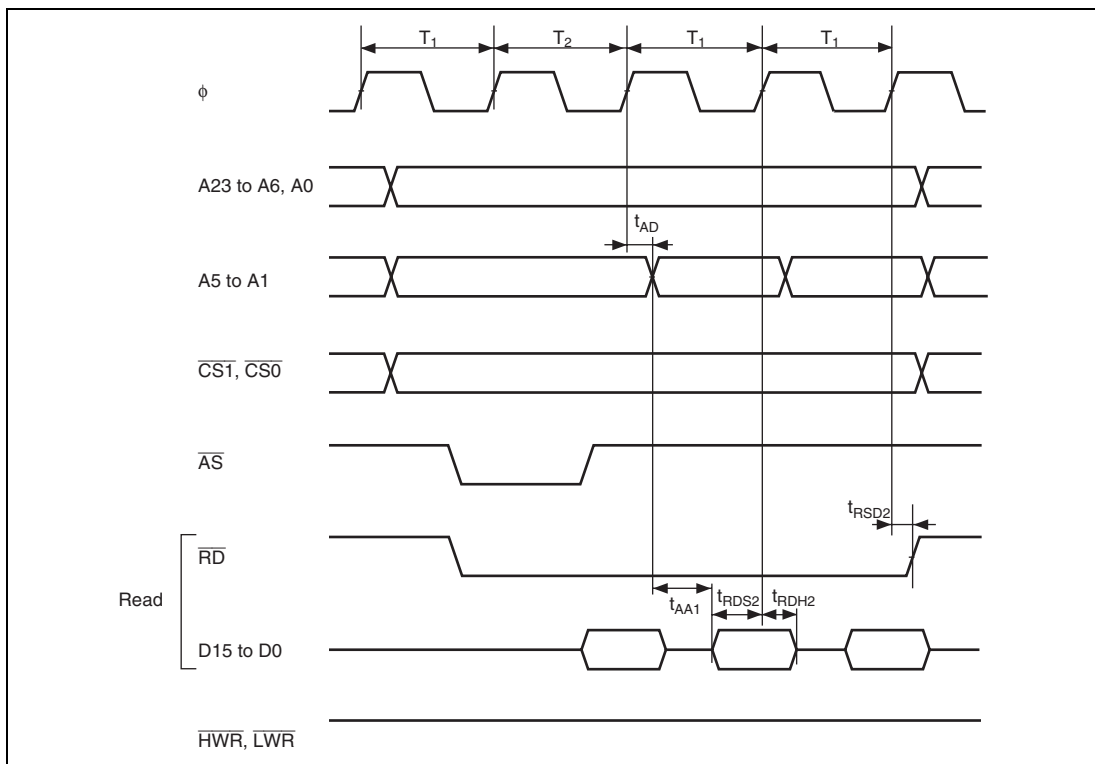 T1 T2 T1 T1
φ
A23 to A6, A0
tAD
A5 to A1
CS1, CS0
AS
tRSD2
RD
Read
tAA1 tRDS2 tRDH2
D15 to D0
HWR, LWR